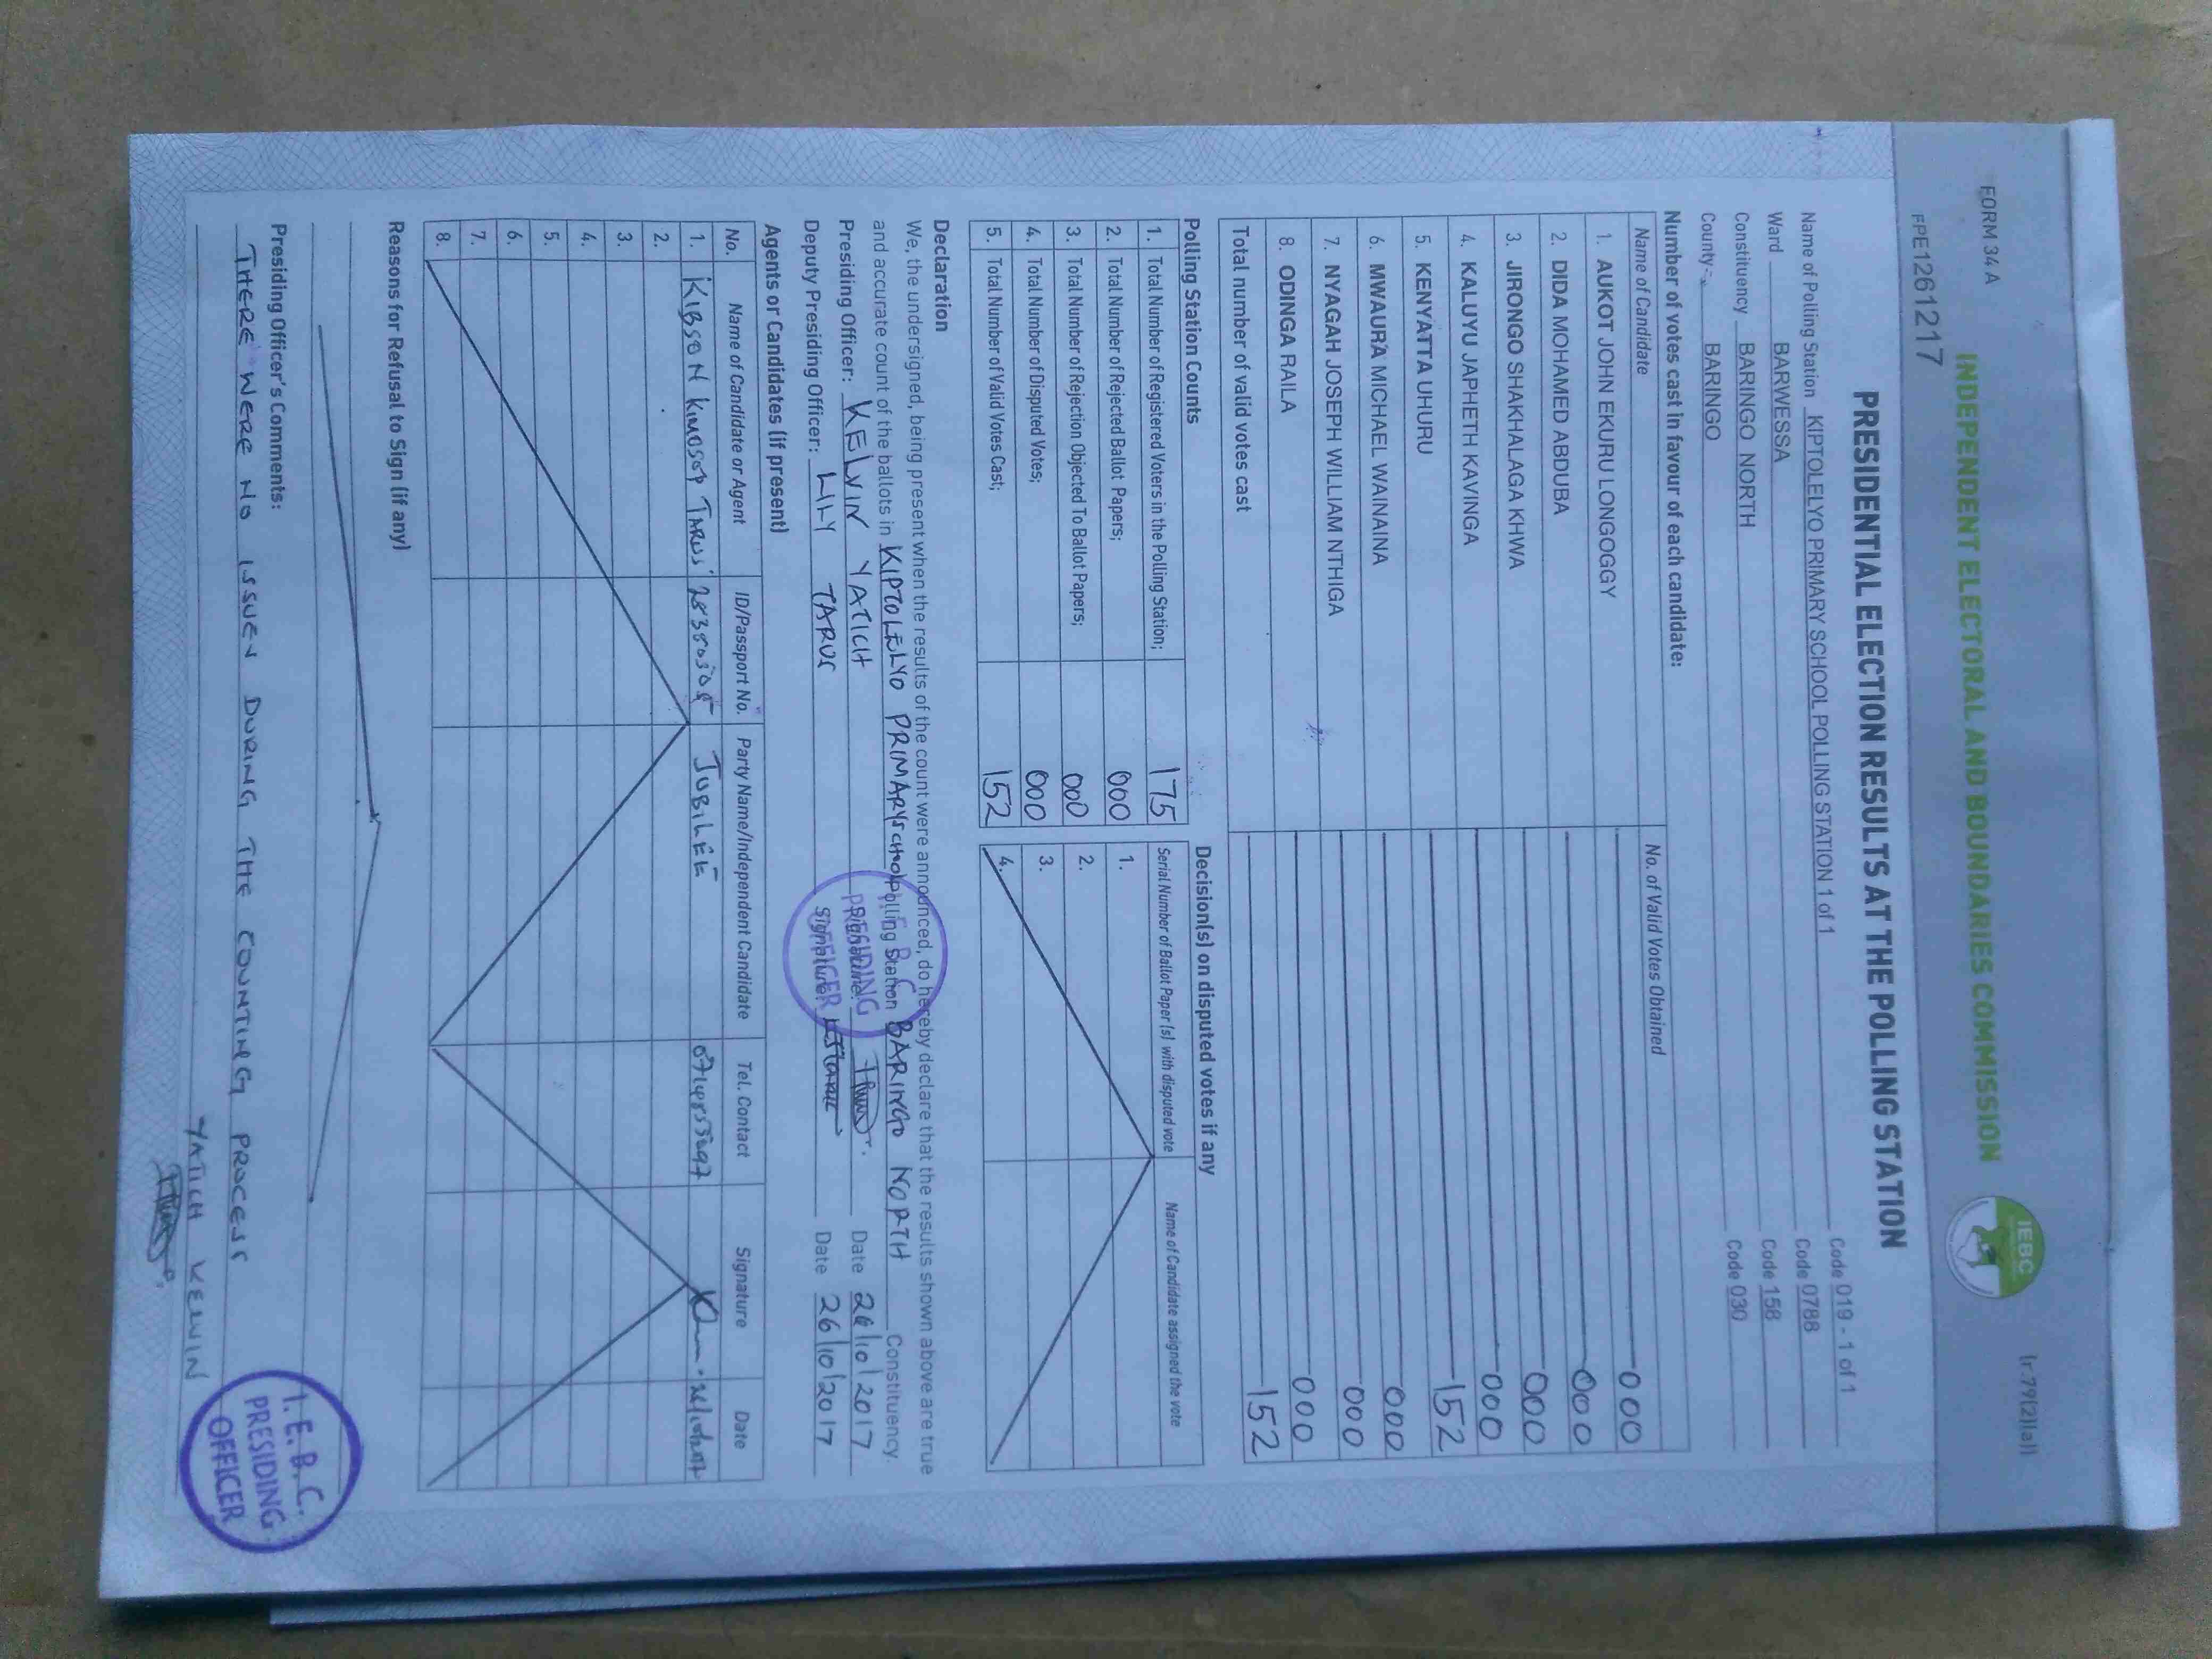 FORM 34 A
(r.79(2)(a))
INDEPENDENT ELECTORAL AND BOUNDARIES COMMISSION
IEBC
FPE1261217
PRESIDENTIAL ELECTION RESULTS AT THE POLLING STATION
Name of Polling Station KIPTOLELYO PRIMARY SCHOOL POLLING STATION 1 of 1 Code 019 - 1 of 1
Ward BARWESSA Code 0788
Constituency BARINGO NORTH Code 158
County BARINGO Code 030
Number of votes cast in favour of each candidate:
Name of Candidate No. of Valid Votes Obtained
1. AUKOT JOHN EKURU LONGOGGY 000
2. DIDA MOHAMED ABDUBA 000
3. JIRONGO SHAKHALAGA KHWA 000
4. KALUYU JAPHETH KAVINGA 000
5. KENYATTA UHURU 152
6. MWAURA MICHAEL WAINAINA 000
7. NYAGAH JOSEPH WILLIAM NTHIGA 000
8. ODINGA RAILA 000
Total number of valid votes cast 152
Polling Station Counts
1. Total Number of Registered Voters in the Polling Station; 175
2. Total Number of Rejected Ballot Papers; 000
3. Total Number of Rejection Objected To Ballot Papers; 000
4. Total Number of Disputed Votes; 000
5. Total Number of Valid Votes Cast; 152
Decision(s) on disputed votes if any
Serial Number of Ballot Paper (s) with disputed vote Name of Candidate assigned the vote
1.
2.
3.
4.
Declaration
We, the undersigned, being present when the results of the count were announced, do hereby declare that the results shown above are true
and accurate count of the ballots in KIPTOLELYO PRIMARY SCHOOL polling Station BARINGO NORTH Constituency.
Presiding Officer: KELVIN YATICH Signature Date 26/10/2017
Deputy Presiding Officer: LILY TARUS Signature Date 26/10/2017
PRESIDING OFFICER
Agents or Candidates (if present)
No. Name of Candidate or Agent ID/Passport No. Party Name/Independent Candidate Tel. Contact Signature Date
1. KIBSON KIMOSOP TARUS JUBILEE
2.
3.
4.
5.
6.
7.
8.
Reasons for Refusal to Sign (if any)
Presiding Officer's Comments:
THERE WERE NO ISSUES DURING THE COUNTING PROCESS
YATICH KELVIN
I.E.B.C.
PRESIDING
OFFICER